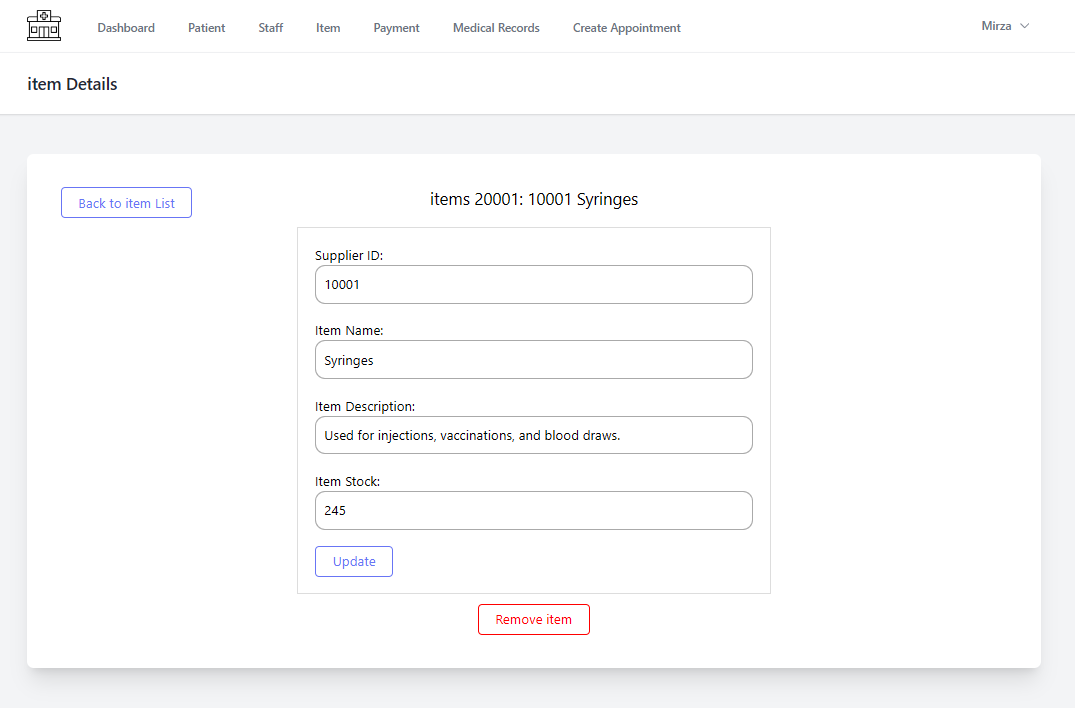 Dashboard Patient Staff Item Payment Medical Records Create Appointment Mirza
item Details
Back to item List
items 20001: 10001 Syringes
Supplier ID:
10001
Item Name:
Syringes
Item Description:
Used for injections, vaccinations, and blood draws.
Item Stock:
245
Update
Remove item